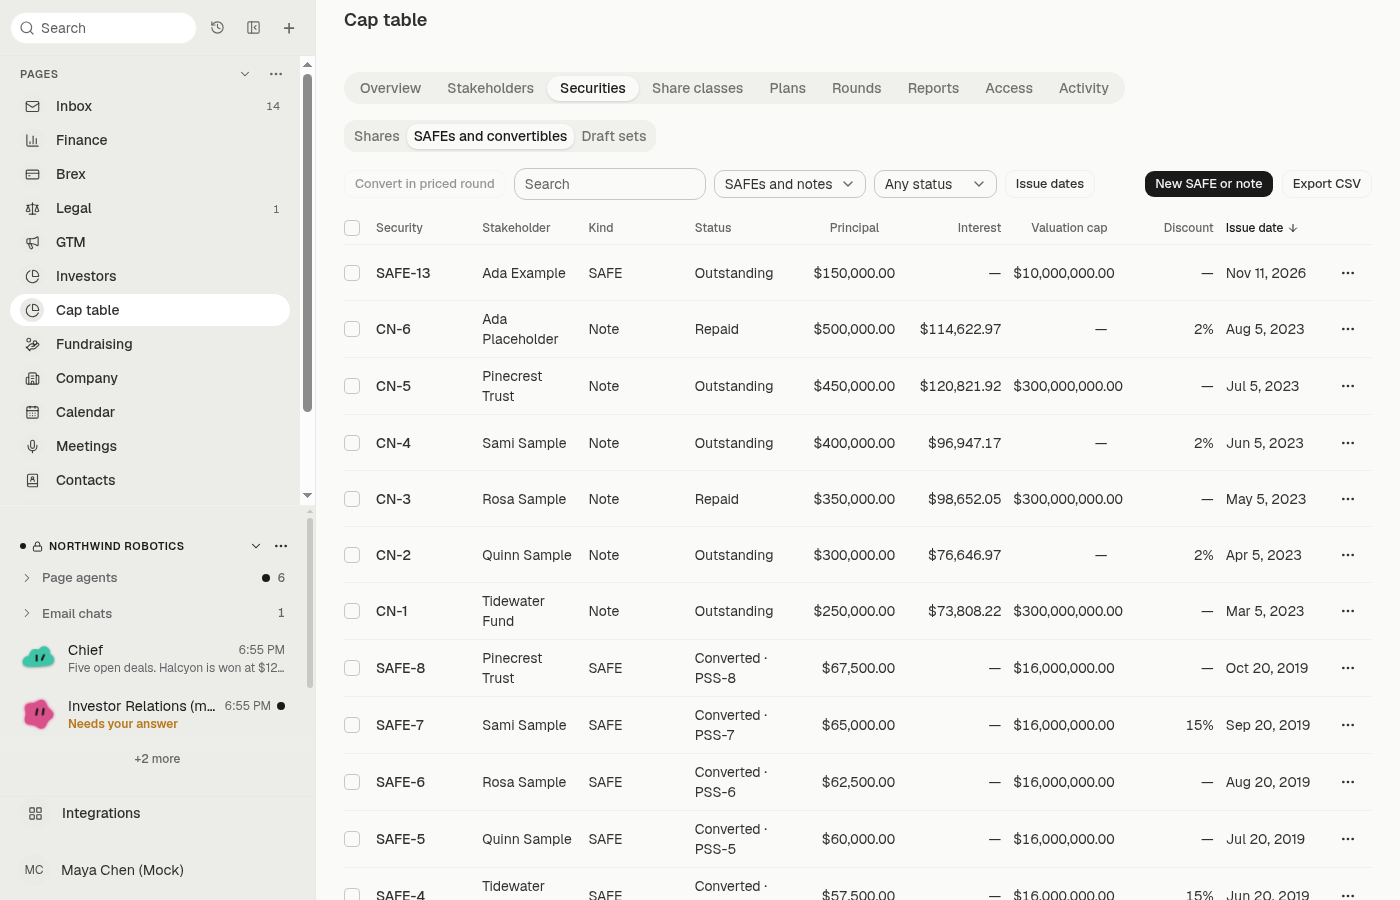 Search
PAGES
Inbox 14
Finance
Brex
Legal 1
GTM
Investors
Cap table
Fundraising
Company
Calendar
Meetings
Contacts
NORTHWIND ROBOTICS
Page agents 6
Email chats 1
Chief 6:55 PM
Five open deals. Halcyon is won at $12...
Investor Relations (m... 6:55 PM
Needs your answer
+2 more
Integrations
MC Maya Chen (Mock)
Cap table
Overview Stakeholders Securities Share classes Plans Rounds Reports Access Activity
Shares SAFEs and convertibles Draft sets
Convert in priced round Search SAFEs and notes Any status Issue dates New SAFE or note Export CSV
Security Stakeholder Kind Status Principal Interest Valuation cap Discount Issue date ↓
SAFE-13 Ada Example SAFE Outstanding $150,000.00 — $10,000,000.00 — Nov 11, 2026
CN-6 Ada Placeholder Note Repaid $500,000.00 $114,622.97 — 2% Aug 5, 2023
CN-5 Pinecrest Trust Note Outstanding $450,000.00 $120,821.92 $300,000,000.00 — Jul 5, 2023
CN-4 Sami Sample Note Outstanding $400,000.00 $96,947.17 — 2% Jun 5, 2023
CN-3 Rosa Sample Note Repaid $350,000.00 $98,652.05 $300,000,000.00 — May 5, 2023
CN-2 Quinn Sample Note Outstanding $300,000.00 $76,646.97 — 2% Apr 5, 2023
CN-1 Tidewater Fund Note Outstanding $250,000.00 $73,808.22 $300,000,000.00 — Mar 5, 2023
SAFE-8 Pinecrest Trust SAFE Converted · PSS-8 $67,500.00 — $16,000,000.00 — Oct 20, 2019
SAFE-7 Sami Sample SAFE Converted · PSS-7 $65,000.00 — $16,000,000.00 15% Sep 20, 2019
SAFE-6 Rosa Sample SAFE Converted · PSS-6 $62,500.00 — $16,000,000.00 — Aug 20, 2019
SAFE-5 Quinn Sample SAFE Converted · PSS-5 $60,000.00 — $16,000,000.00 — Jul 20, 2019
SAFE-4 Tidewater SAFE Converted · $57,500.00 — $16,000,000.00 15% Jun 20, 2019